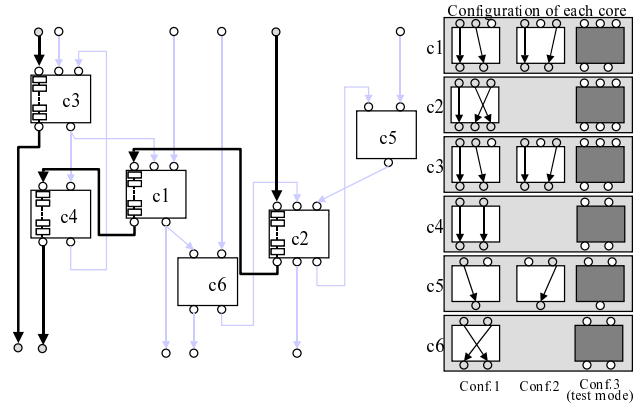 Configuration of each core
c1
c2
c3
c4
c5
c6
Conf.1 Conf.2 Conf.3
(test mode)
c3
c5
c4
c1
c2
c6